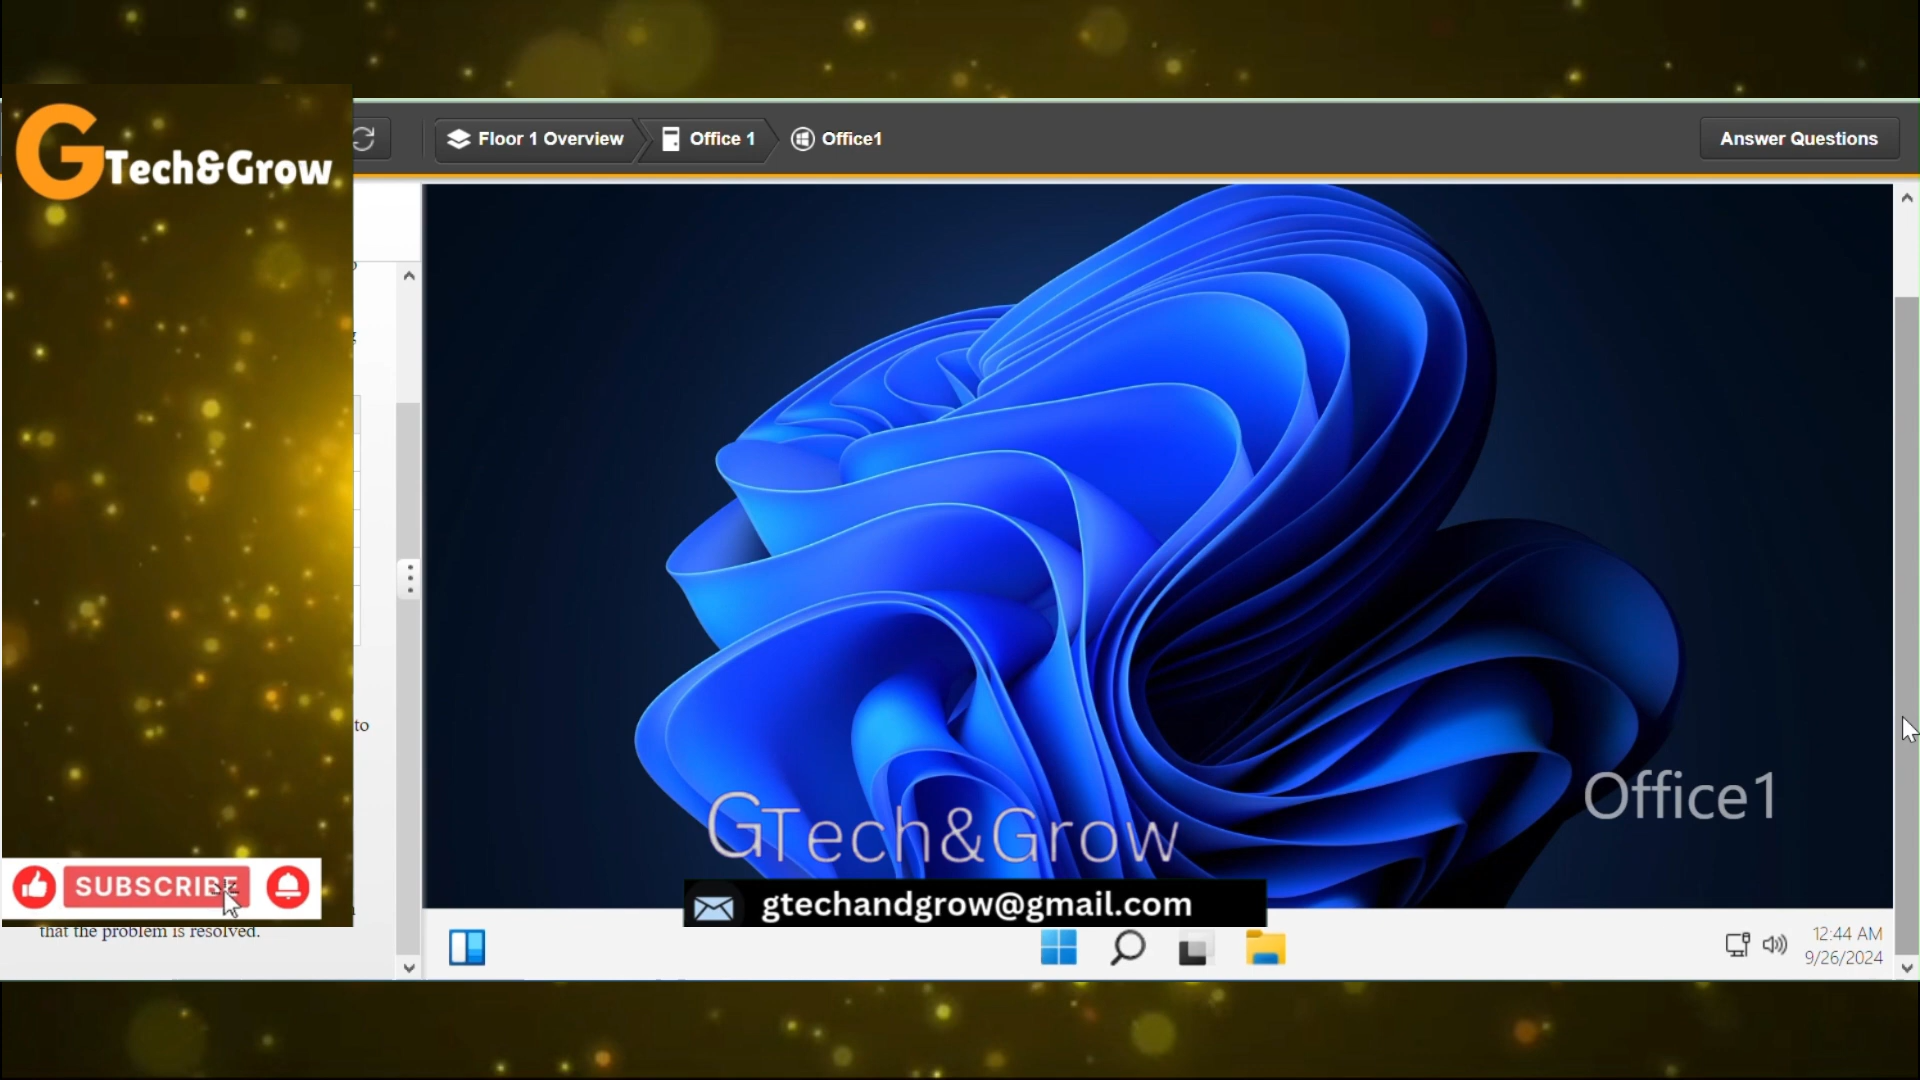 GTech&Grow
Floor 1 Overview
Office 1
Office1
Answer Questions
to
that the problem is resolved.
SUBSCRIBE
Office1
GTech&Grow
gtechandgrow@gmail.com
12:44 AM
9/26/2024